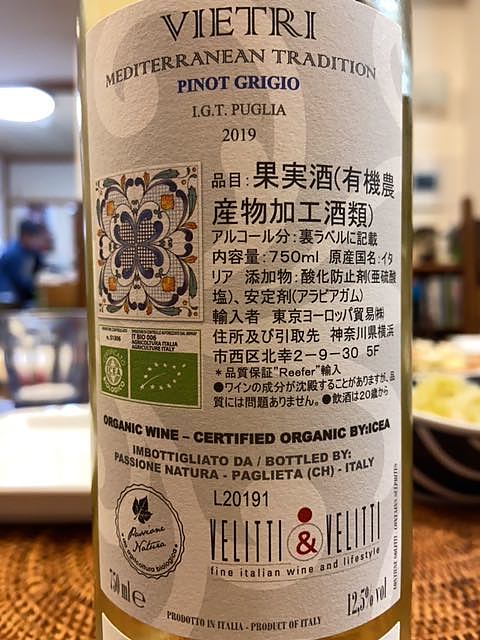 VIETRI
MEDITERRANEAN TRADITION
PINOT GRIGIO
I.G.T. PUGLIA
2019
品目:果実酒(有機農
産物加工酒類)
アルコール分:裏ラベルに記載
内容量:750ml 原産国名:イタ
リア 添加物:酸化防止剤(亜硫酸
塩)、安定剤(アラビアガム)
輸入者 東京ヨーロッパ貿易㈱
住所及び引取先 神奈川県横浜
市西区北幸2-9-30 5F
*品質保証"Reefer"輸入
●ワインの成分が沈殿することがありますが、品
質には問題ありません。●飲酒は20歳から
IT BIO 006
AGRICOLTURA ITALIA
AGRICULTURE ITALY
ORGANIC WINE – CERTIFIED ORGANIC BY:ICEA
IMBOTTIGLIATO DA / BOTTLED BY:
PASSIONE NATURA - PAGLIETA (CH) - ITALY
L20191
Passione
Natura
VELITTI & VELITTI
fine italian wine and lifestyle
750 ml e
12,5% vol
PRODOTTO IN ITALIA - PRODUCT OF ITALY